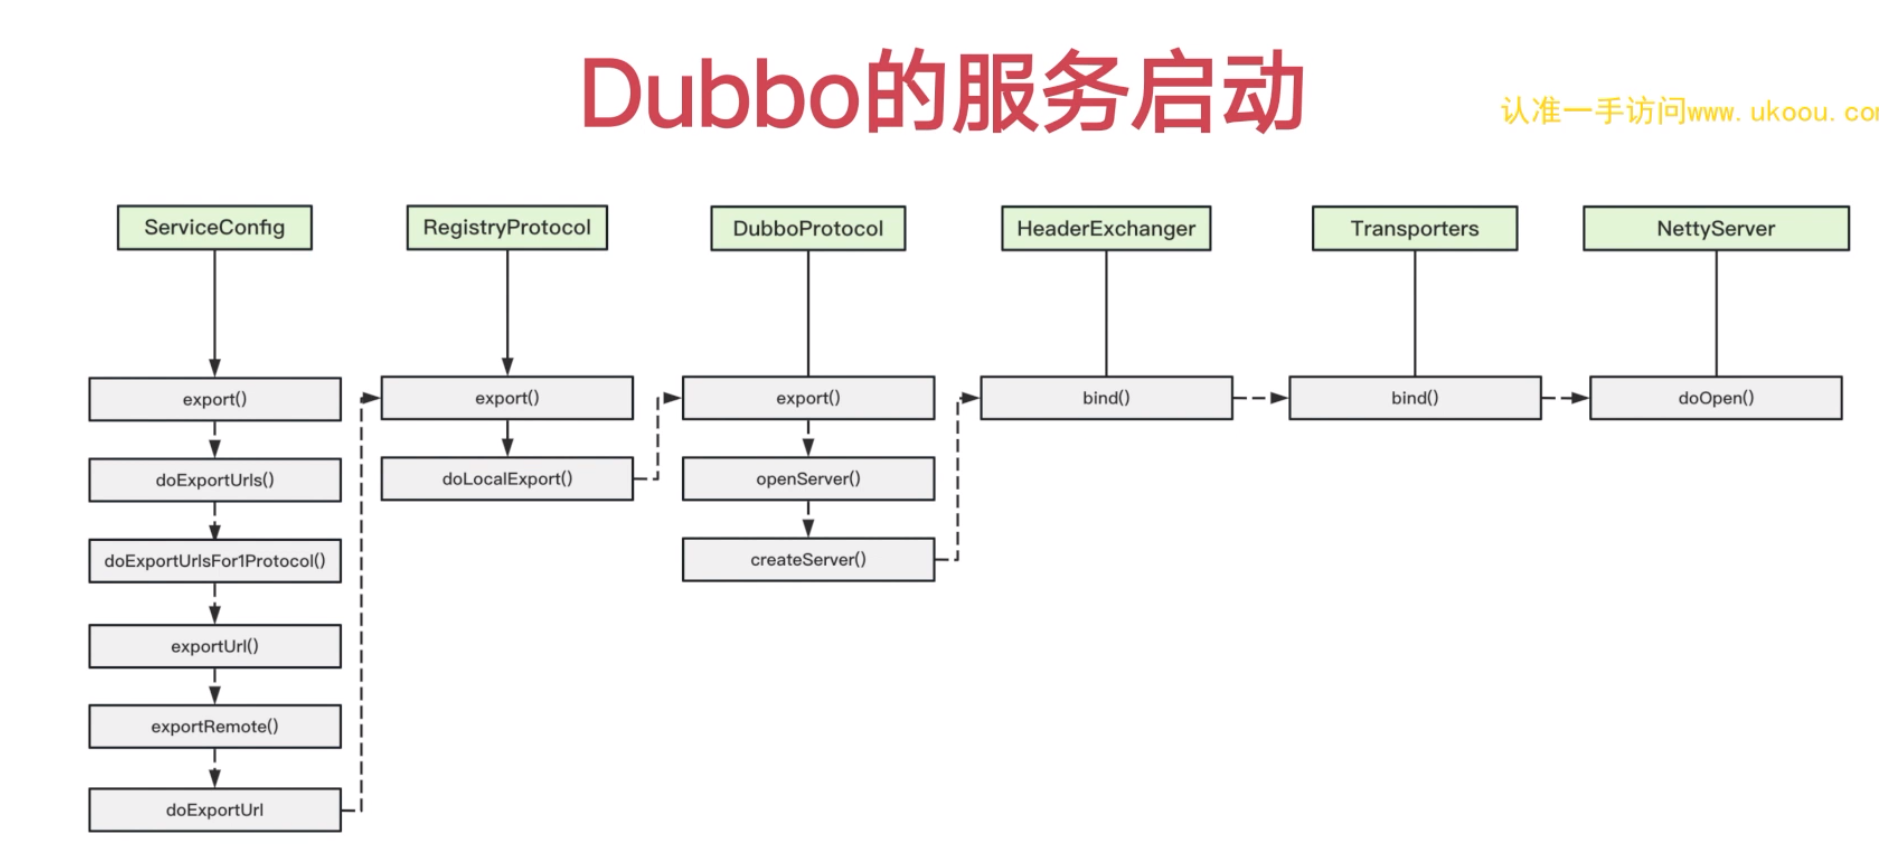 Dubbo的服务启动
认准一手访问www.ukoou.co
ServiceConfig
RegistryProtocol
DubboProtocol
HeaderExchanger
Transporters
NettyServer
export()
export()
export()
bind()
bind()
doOpen()
doExportUrls()
doLocalExport()
openServer()
doExportUrlsFor1Protocol()
createServer()
exportUrl()
exportRemote()
doExportUrl